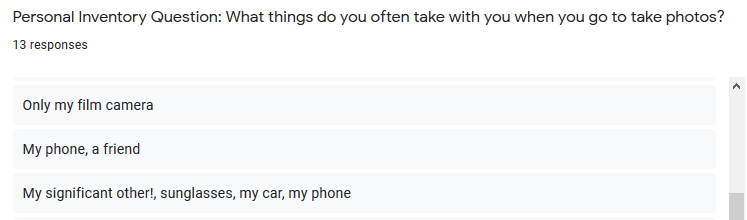 Personal Inventory Question: What things do you often take with you when you go to take photos?
13 responses
Only my film camera
My phone, a friend
My significant other!, sunglasses, my car, my phone